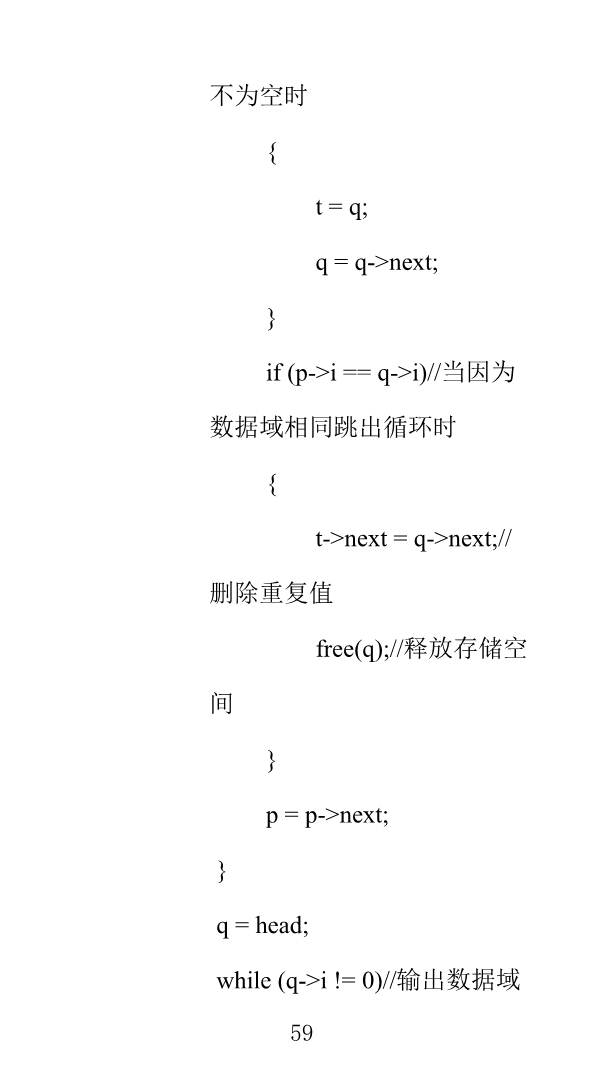 不为空时
{
t = q;
q = q->next;
}
if (p->i == q->i)//当因为
数据域相同跳出循环时
{
t->next = q->next;//
删除重复值
free(q);//释放存储空
间
}
p = p->next;
}
q = head;
while (q->i != 0)//输出数据域
59